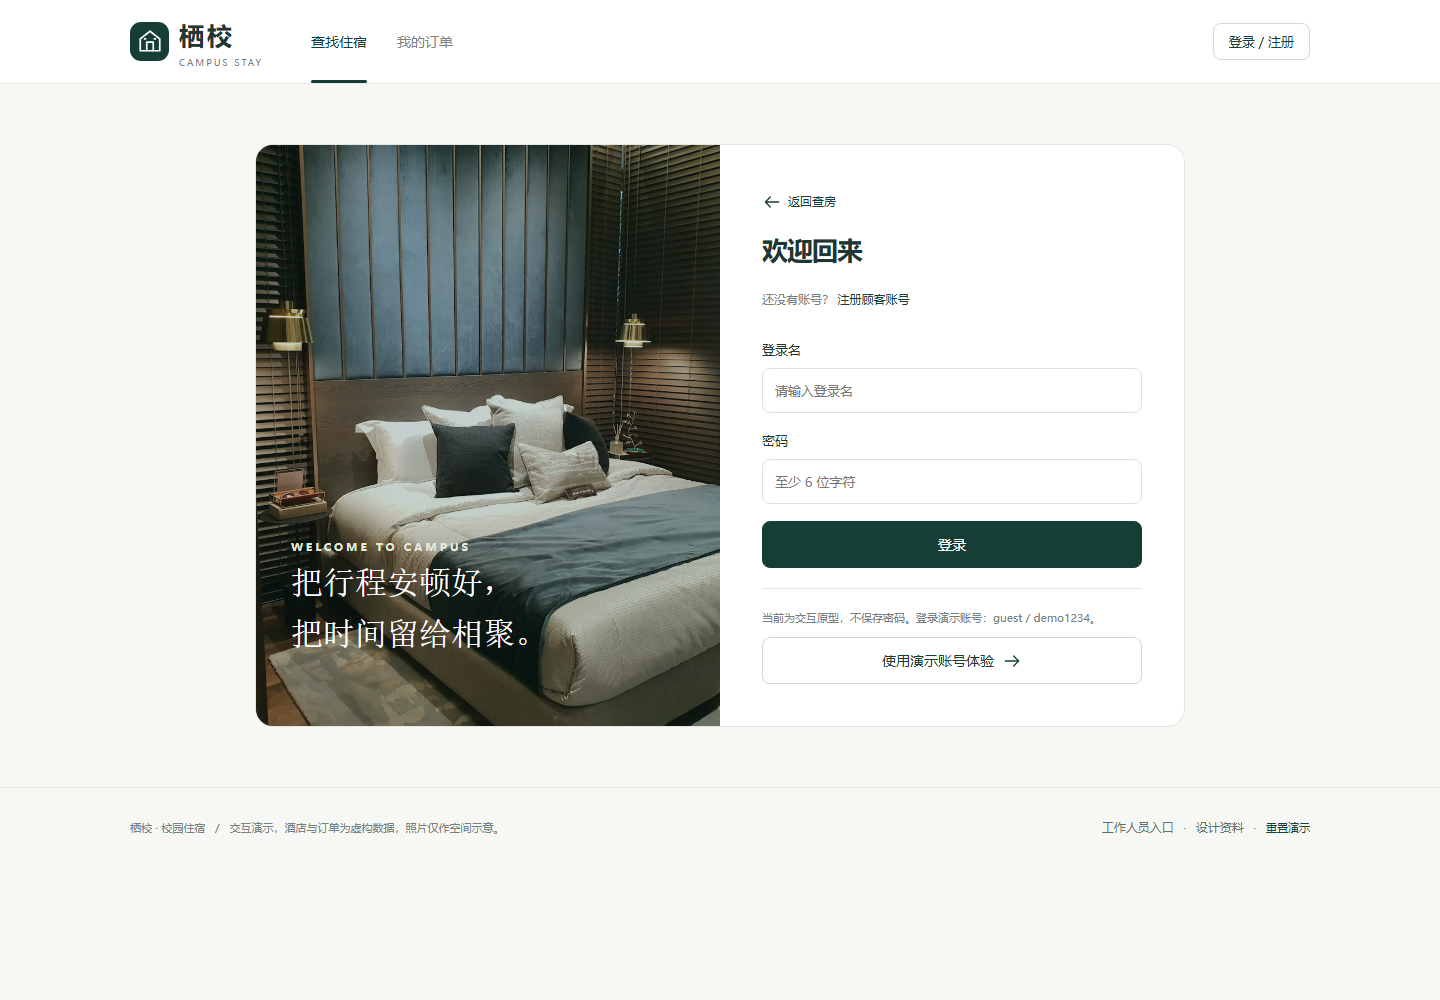 栖校
CAMPUS STAY
查找住宿
我的订单
登录 / 注册
WELCOME TO CAMPUS
把行程安顿好，
把时间留给相聚。
返回查房
欢迎回来
还没有账号？ 注册顾客账号
登录名
请输入登录名
密码
至少 6 位字符
登录
当前为交互原型，不保存密码。登录演示账号：guest / demo1234。
使用演示账号体验
栖校 · 校园住宿 / 交互演示，酒店与订单为虚构数据，照片仅作空间示意。
工作人员入口 · 设计资料 · 重置演示